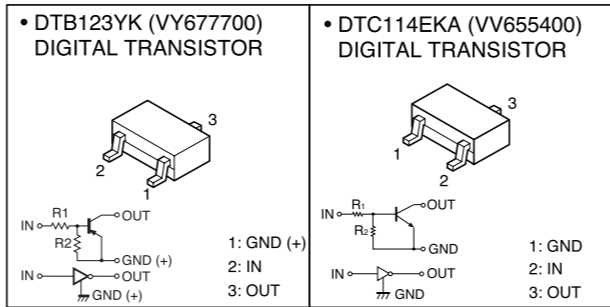 • DTB123YK (VY677700)
DIGITAL TRANSISTOR
3
2
1
IN
R1
OUT
R2
GND (+)
IN
OUT
GND (+)
1: GND (+)
2: IN
3: OUT
• DTC114EKA (VV655400)
DIGITAL TRANSISTOR
3
1
2
IN
R1
OUT
R2
GND
IN
OUT
GND
1: GND
2: IN
3: OUT